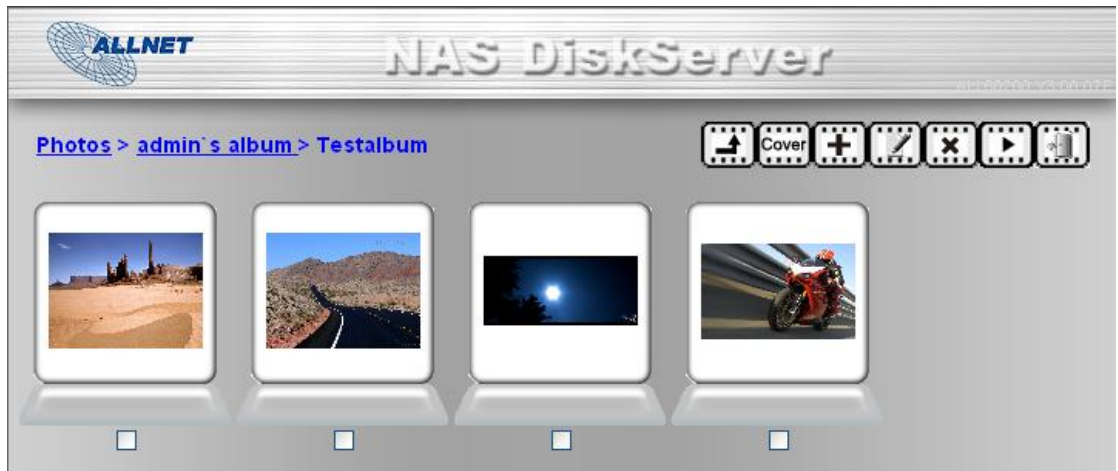 ALLNET
NAS DiskServer
Photos > admin`s album > Testalbum
Cover